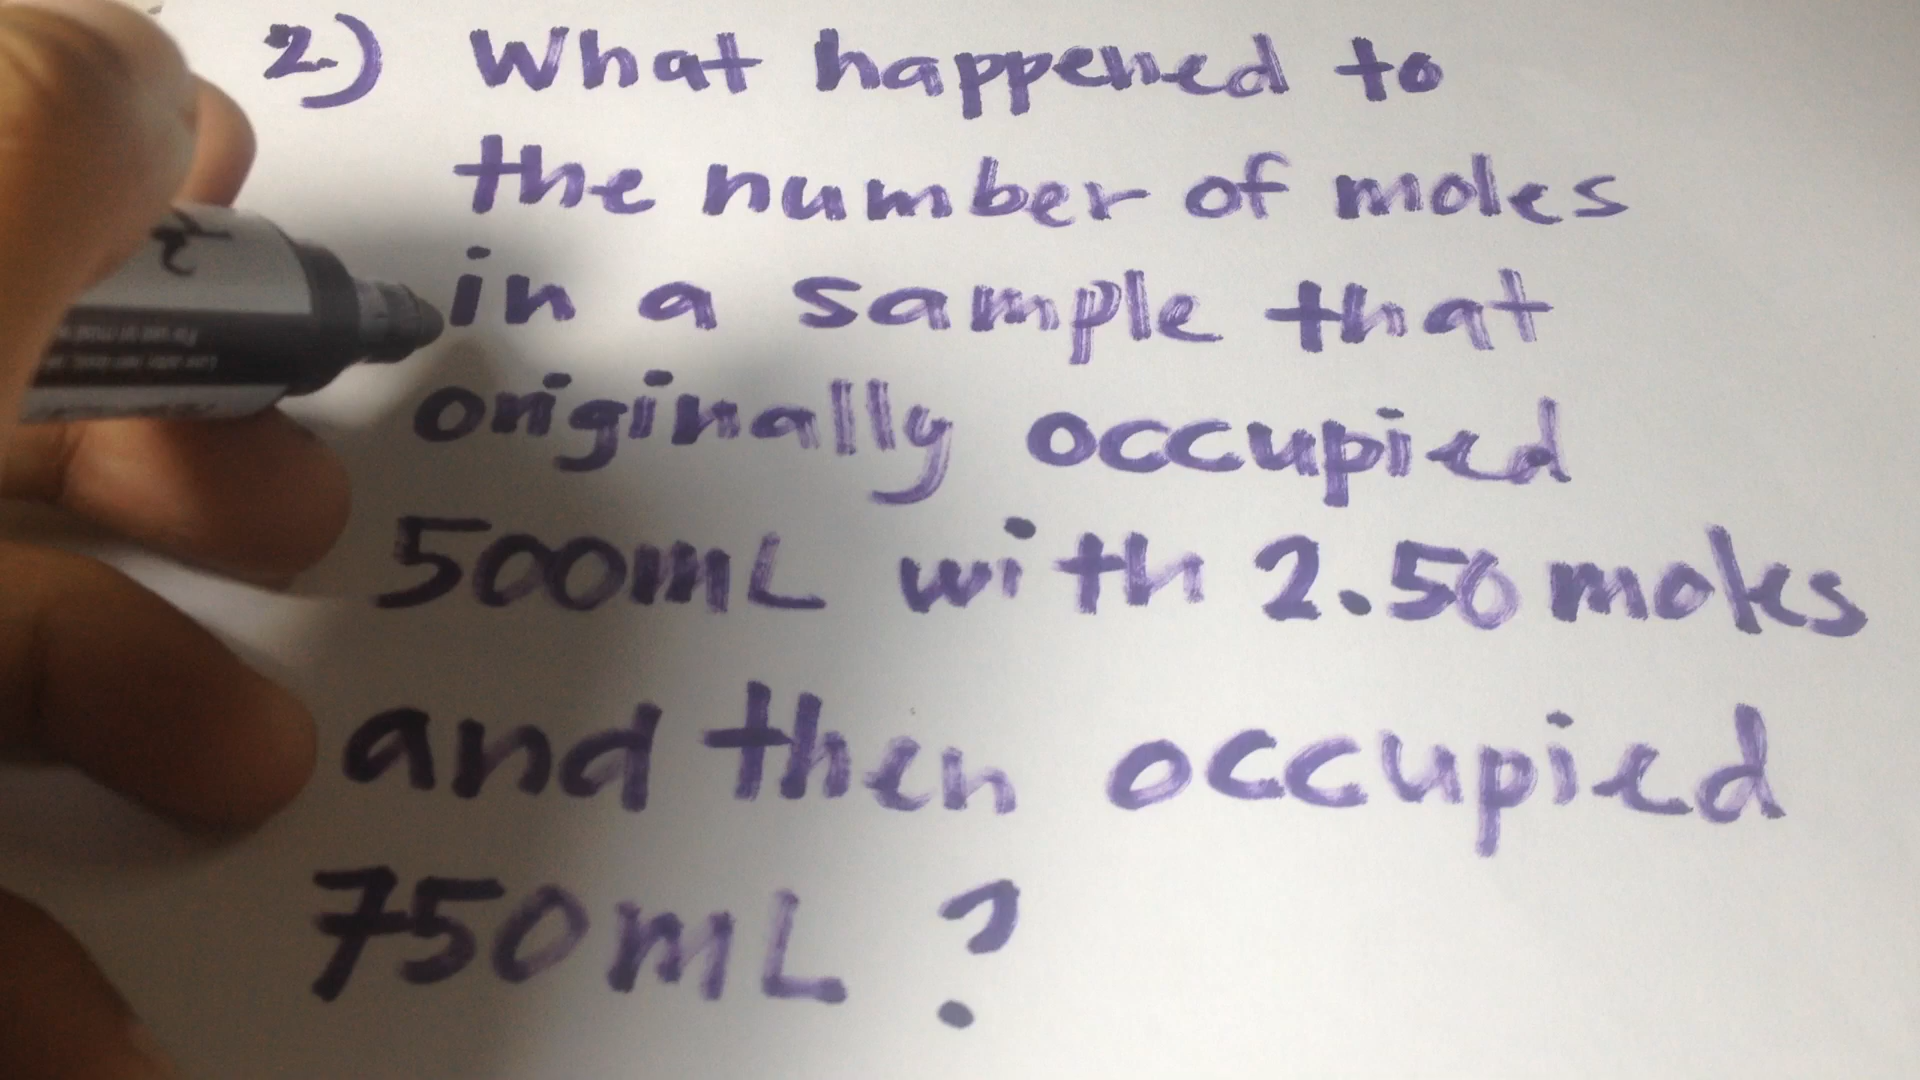 2) What happened to
the number of moles
in a sample that
originally occupied
500mL with 2.50 moles
and then occupied
750mL ?